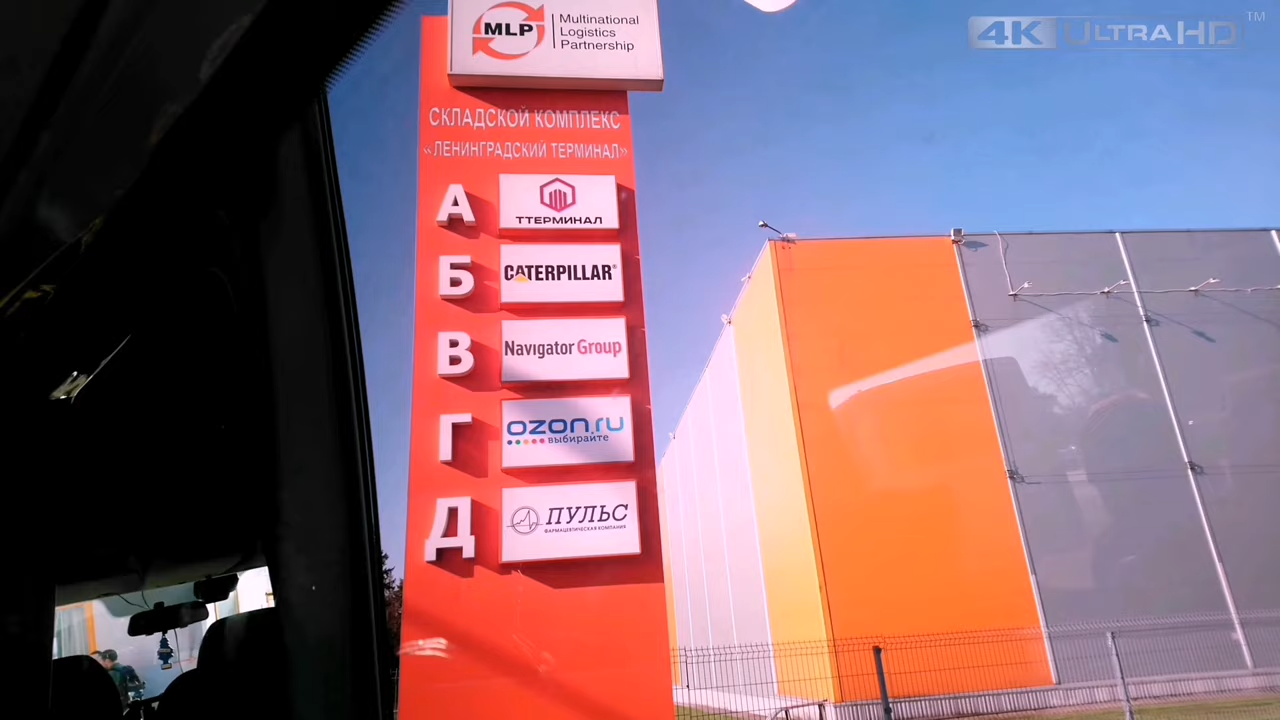 4K ULTRA HD™
MLP
Multinational
Logistics
Partnership
СКЛАДСКОЙ КОМПЛЕКС
«ЛЕНИНГРАДСКИЙ ТЕРМИНАЛ»
А
ТТЕРМИНАЛ
Б
CATERPILLAR®
В
Navigator Group
Г
OZON.RU
выбирайте
Д
ПУЛЬС
ФАРМАЦЕВТИЧЕСКАЯ КОМПАНИЯ